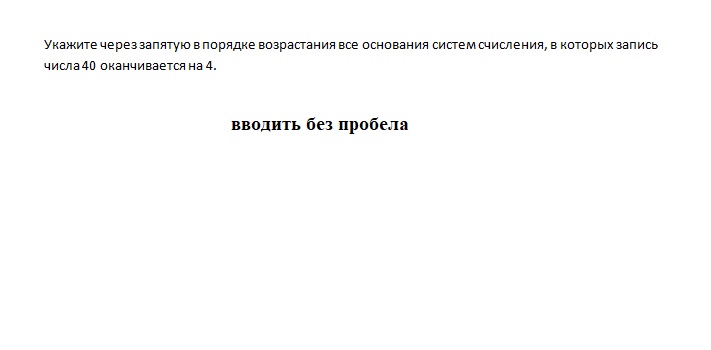 Укажите через запятую в порядке возрастания все основания систем счисления, в которых запись
числа 40 оканчивается на 4.
вводить без пробела